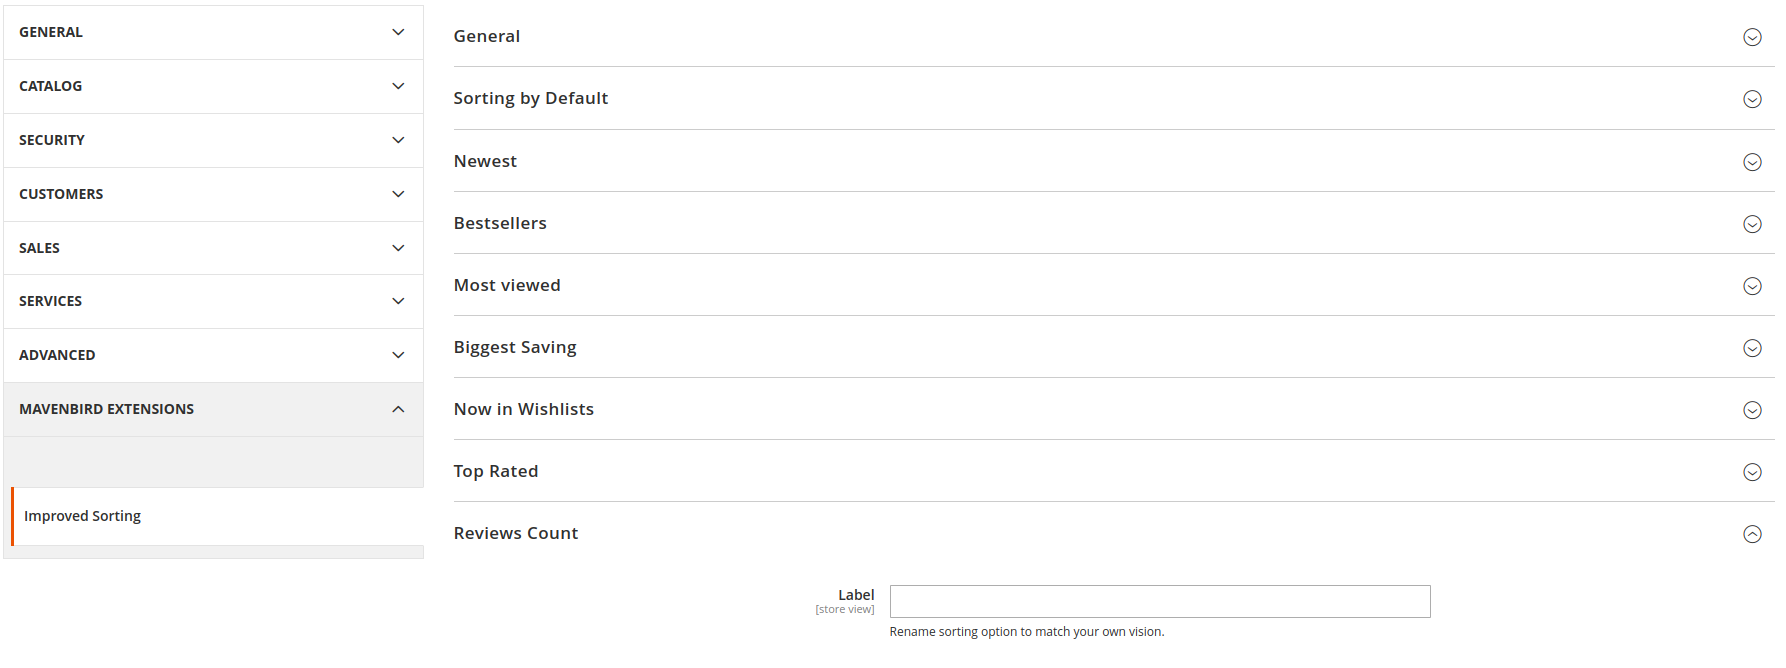 GENERAL
CATALOG
SECURITY
CUSTOMERS
SALES
SERVICES
ADVANCED
MAVENBIRD EXTENSIONS
Improved Sorting
General
Sorting by Default
Newest
Bestsellers
Most viewed
Biggest Saving
Now in Wishlists
Top Rated
Reviews Count
Label
[store view]
Rename sorting option to match your own vision.